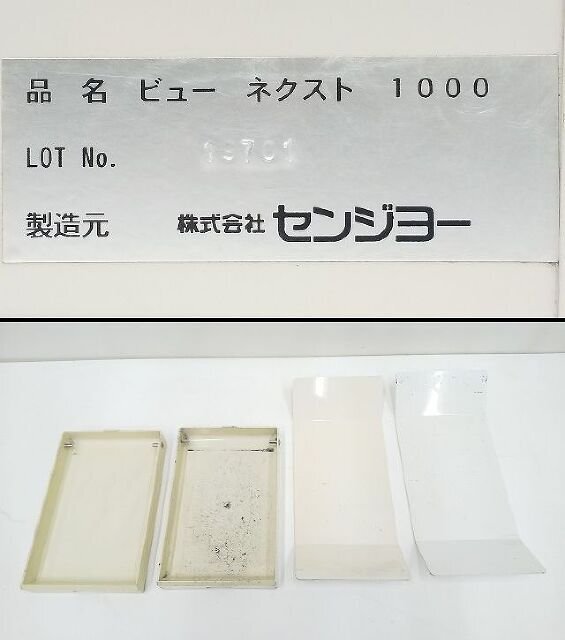 品 名 ビュー ネクスト 1000
LOT No. 19701
製造元 株式会社 センジヨー